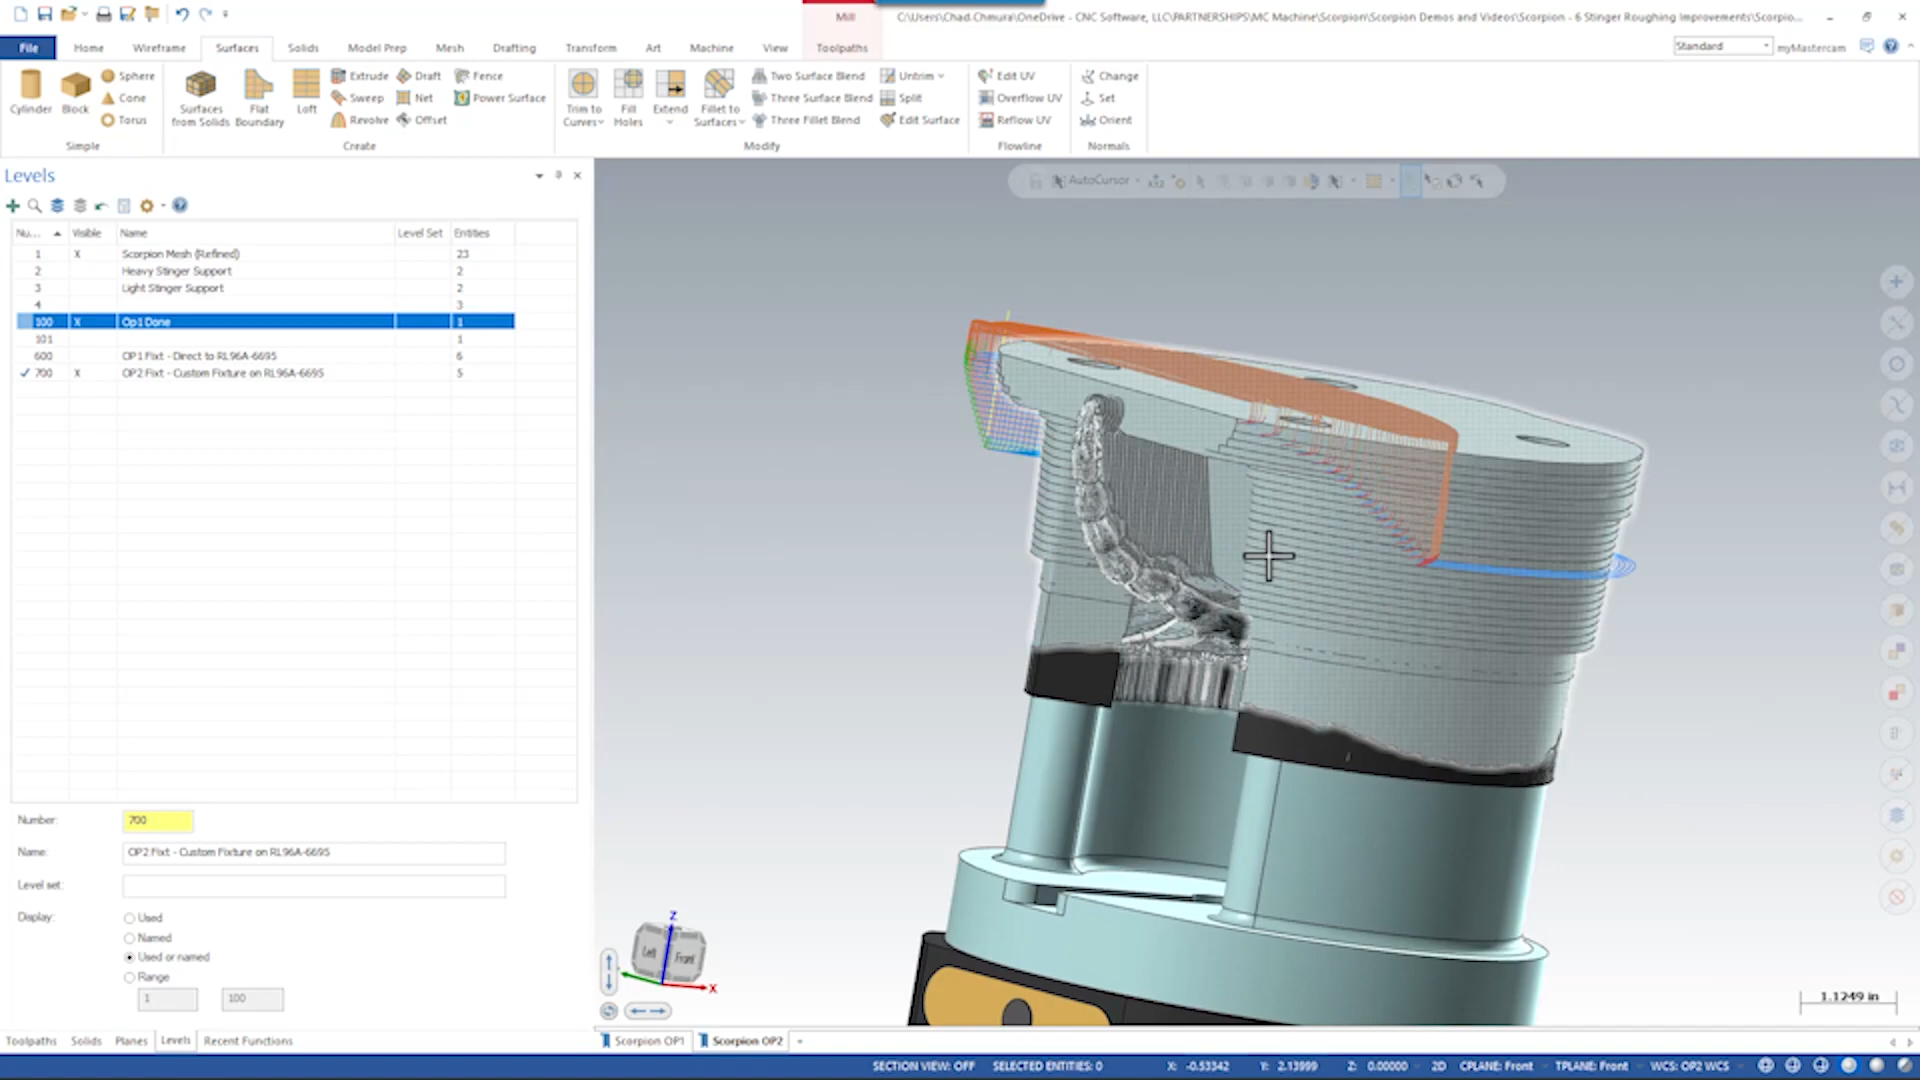 Mill
C:\Users\Chad.Chmura\OneDrive - CNC Software, LLC\PARTNERSHIPS\MC Machine\Scorpion\Scorpion Demos and Videos\Scorpion - 6 Stinger Roughing Improvements\Scorpio...
File Home Wireframe Surfaces Solids Model Prep Mesh Drafting Transform Art Machine View Toolpaths
Standard myMastercam
Cylinder Block Sphere Cone Torus
Simple
Surfaces from Solids
Flat Boundary
Loft
Extrude Draft Fence
Sweep Net Power Surface
Revolve Offset
Create
Trim to Curves
Fill Holes
Extend
Fillet to Surfaces
Two Surface Blend Untrim
Three Surface Blend Split
Three Fillet Blend Edit Surface
Modify
Edit UV
Overflow UV
Reflow UV
Flowline
Change
Set
Orient
Normals
Levels
AutoCursor
Nu... Visible Name Level Set Entities
1 X Scorpion Mesh (Refined) 23
2 Heavy Stinger Support 2
3 Light Stinger Support 2
4 3
100 X Op1 Done 1
101 1
600 OP1 Fixt - Direct to RL96A-6695 6
700 X OP2 Fixt - Custom Fixture on RL96A-6695 5
Number: 700
Name: OP2 Fixt - Custom Fixture on RL96A-6695
Level set:
Display: Used
Named
Used or named
Range
1 100
Z
Left Front
X
1.1249 in
Toolpaths Solids Planes Levels Recent Functions
Scorpion OP1 Scorpion OP2 +
SECTION VIEW: OFF SELECTED ENTITIES: 0 X: -0.53342 Y: 2.13999 Z: 0.00000 2D CPLANE: Front TPLANE: Front WCS: OP2 WCS